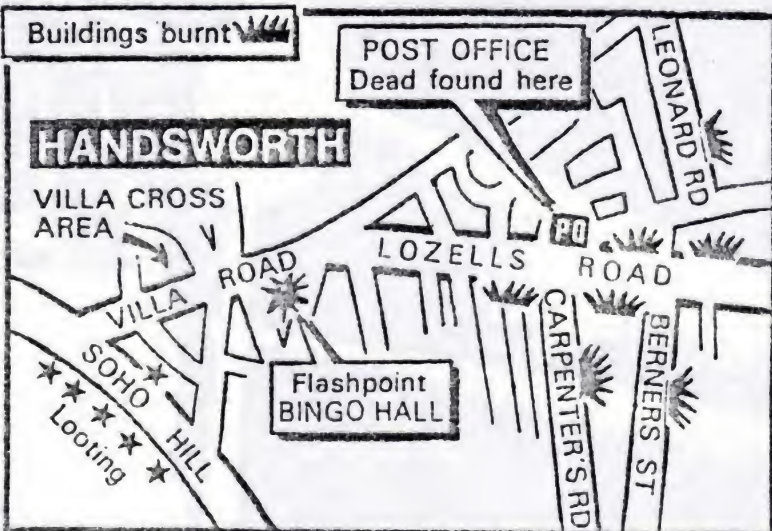 Buildings burnt
POST OFFICE
Dead found here
LEONARD RD
HANDSWORTH
VILLA CROSS
AREA
VILLA ROAD
LOZELLS ROAD
PO
SOHO HILL
Looting
Flashpoint
BINGO HALL
CARPENTER'S RD
BERNERS ST